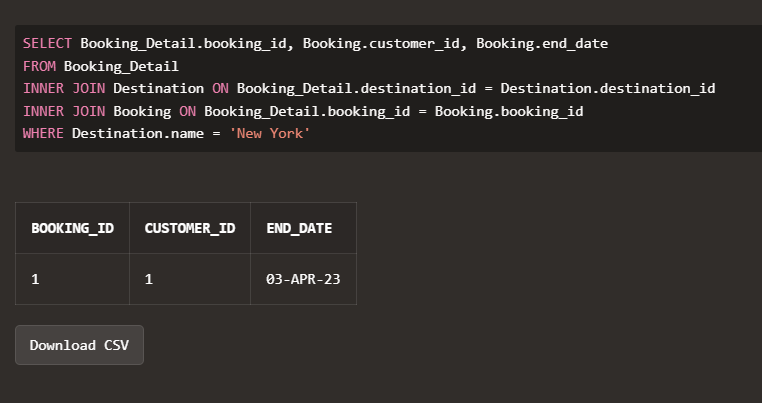 SELECT Booking_Detail.booking_id, Booking.customer_id, Booking.end_date
FROM Booking_Detail
INNER JOIN Destination ON Booking_Detail.destination_id = Destination.destination_id
INNER JOIN Booking ON Booking_Detail.booking_id = Booking.booking_id
WHERE Destination.name = 'New York'
BOOKING_ID CUSTOMER_ID END_DATE
1 1 03-APR-23
Download CSV